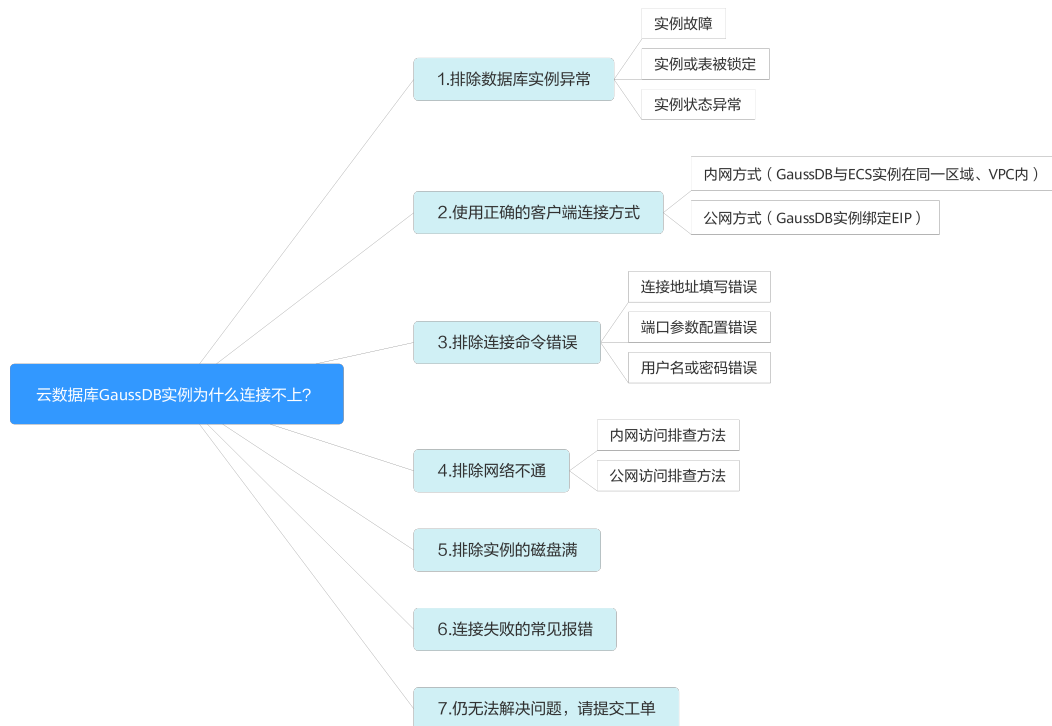 云数据库GaussDB实例为什么连接不上？
1.排除数据库实例异常
实例故障
实例或表被锁定
实例状态异常
2.使用正确的客户端连接方式
内网方式（GaussDB与ECS实例在同一区域、VPC内）
公网方式（GaussDB实例绑定EIP）
3.排除连接命令错误
连接地址填写错误
端口参数配置错误
用户名或密码错误
4.排除网络不通
内网访问排查方法
公网访问排查方法
5.排除实例的磁盘满
6.连接失败的常见报错
7.仍无法解决问题，请提交工单